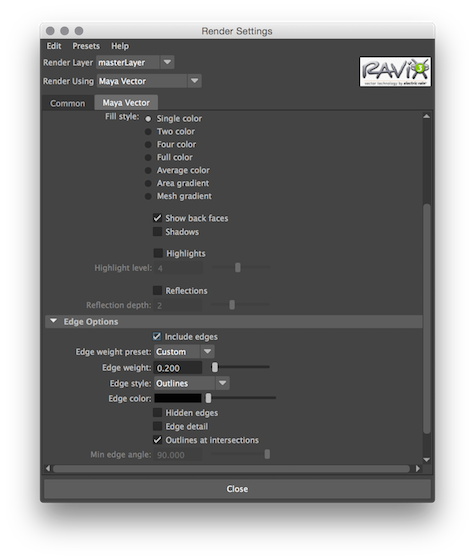 Render Settings
Edit Presets Help
Render Layer masterLayer
Render Using Maya Vector
RAViX 3
vector technology by electric rain
Common Maya Vector
Fill style: Single color
Two color
Four color
Full color
Average color
Area gradient
Mesh gradient
Show back faces
Shadows
Highlights
Highlight level: 4
Reflections
Reflection depth: 2
Edge Options
Include edges
Edge weight preset: Custom
Edge weight: 0.200
Edge style: Outlines
Edge color:
Hidden edges
Edge detail
Outlines at intersections
Min edge angle: 90.000
Close